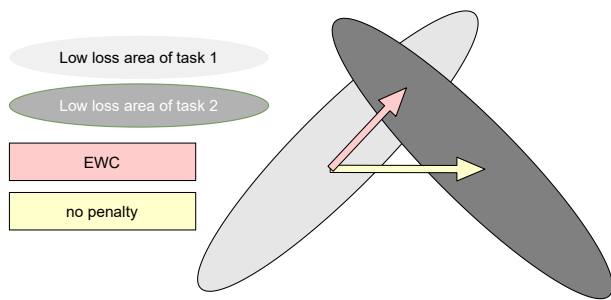 Low loss area of task 1
Low loss area of task 2
EWC
no penalty